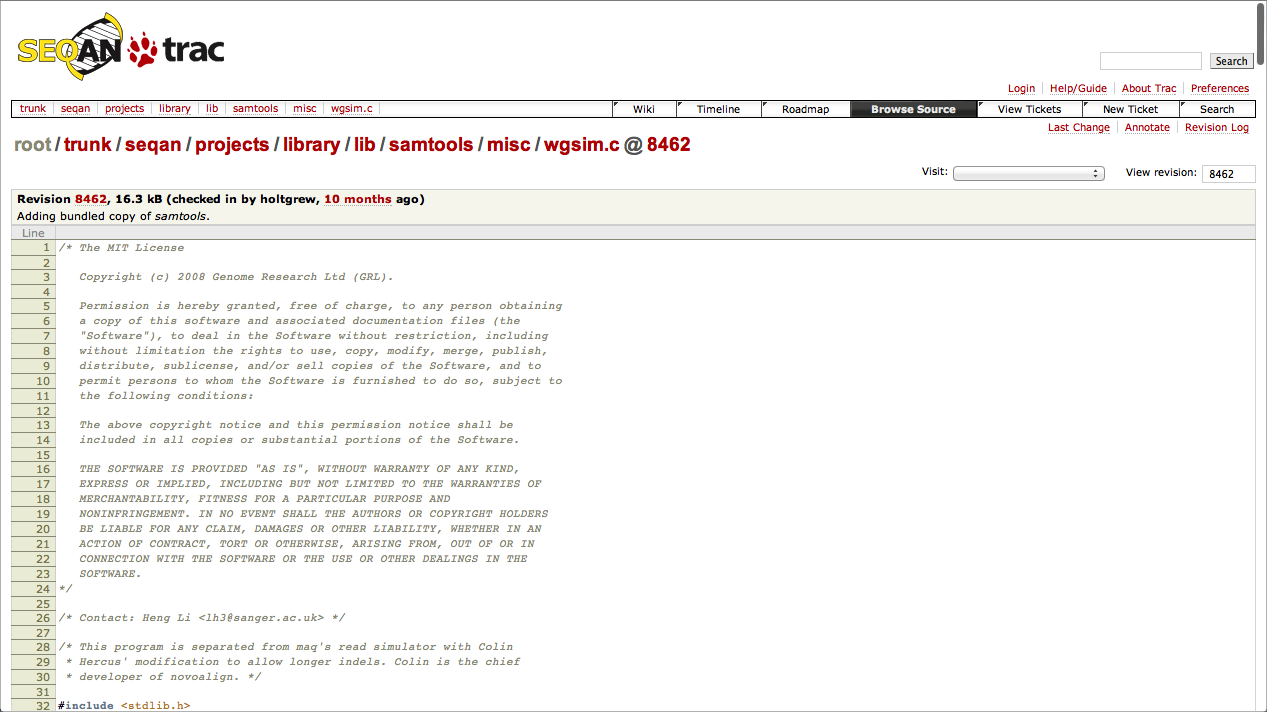 SEQAN trac
Search
Login Help/Guide About Trac Preferences
trunk seqan projects library lib samtools misc wgsim.c Wiki Timeline Roadmap Browse Source View Tickets New Ticket Search
Last Change Annotate Revision Log
root / trunk / seqan / projects / library / lib / samtools / misc / wgsim.c @ 8462
Visit: View revision: 8462
Revision 8462, 16.3 kB (checked in by holtgrew, 10 months ago)
Adding bundled copy of samtools.
Line
1 /* The MIT License
2
3 Copyright (c) 2008 Genome Research Ltd (GRL).
4
5 Permission is hereby granted, free of charge, to any person obtaining
6 a copy of this software and associated documentation files (the
7 "Software"), to deal in the Software without restriction, including
8 without limitation the rights to use, copy, modify, merge, publish,
9 distribute, sublicense, and/or sell copies of the Software, and to
10 permit persons to whom the Software is furnished to do so, subject to
11 the following conditions:
12
13 The above copyright notice and this permission notice shall be
14 included in all copies or substantial portions of the Software.
15
16 THE SOFTWARE IS PROVIDED "AS IS", WITHOUT WARRANTY OF ANY KIND,
17 EXPRESS OR IMPLIED, INCLUDING BUT NOT LIMITED TO THE WARRANTIES OF
18 MERCHANTABILITY, FITNESS FOR A PARTICULAR PURPOSE AND
19 NONINFRINGEMENT. IN NO EVENT SHALL THE AUTHORS OR COPYRIGHT HOLDERS
20 BE LIABLE FOR ANY CLAIM, DAMAGES OR OTHER LIABILITY, WHETHER IN AN
21 ACTION OF CONTRACT, TORT OR OTHERWISE, ARISING FROM, OUT OF OR IN
22 CONNECTION WITH THE SOFTWARE OR THE USE OR OTHER DEALINGS IN THE
23 SOFTWARE.
24 */
25
26 /* Contact: Heng Li <lh3@sanger.ac.uk> */
27
28 /* This program is separated from maq's read simulator with Colin
29 * Hercus' modification to allow longer indels. Colin is the chief
30 * developer of novoalign. */
31
32 #include <stdlib.h>